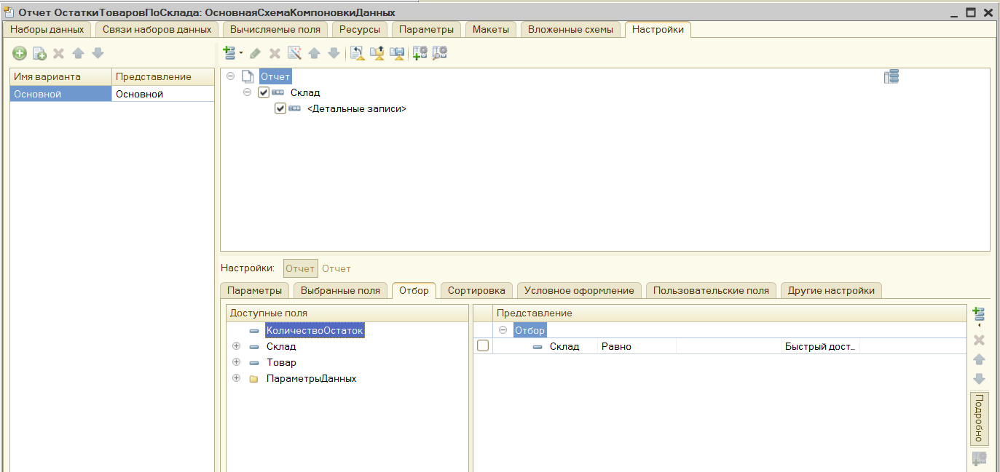 Отчет ОстаткиТоваровПоСклада: ОсновнаяСхемаКомпоновкиДанных
Наборы данных Связи наборов данных Вычисляемые поля Ресурсы Параметры Макеты Вложенные схемы Настройки
Имя варианта Представление
Основной Основной
Отчет
Склад
<Детальные записи>
Настройки: Отчет Отчет
Параметры Выбранные поля Отбор Сортировка Условное оформление Пользовательские поля Другие настройки
Доступные поля
КоличествоОстаток
Склад
Товар
ПараметрыДанных
Представление
Отбор
Склад Равно Быстрый дост...
Подробно